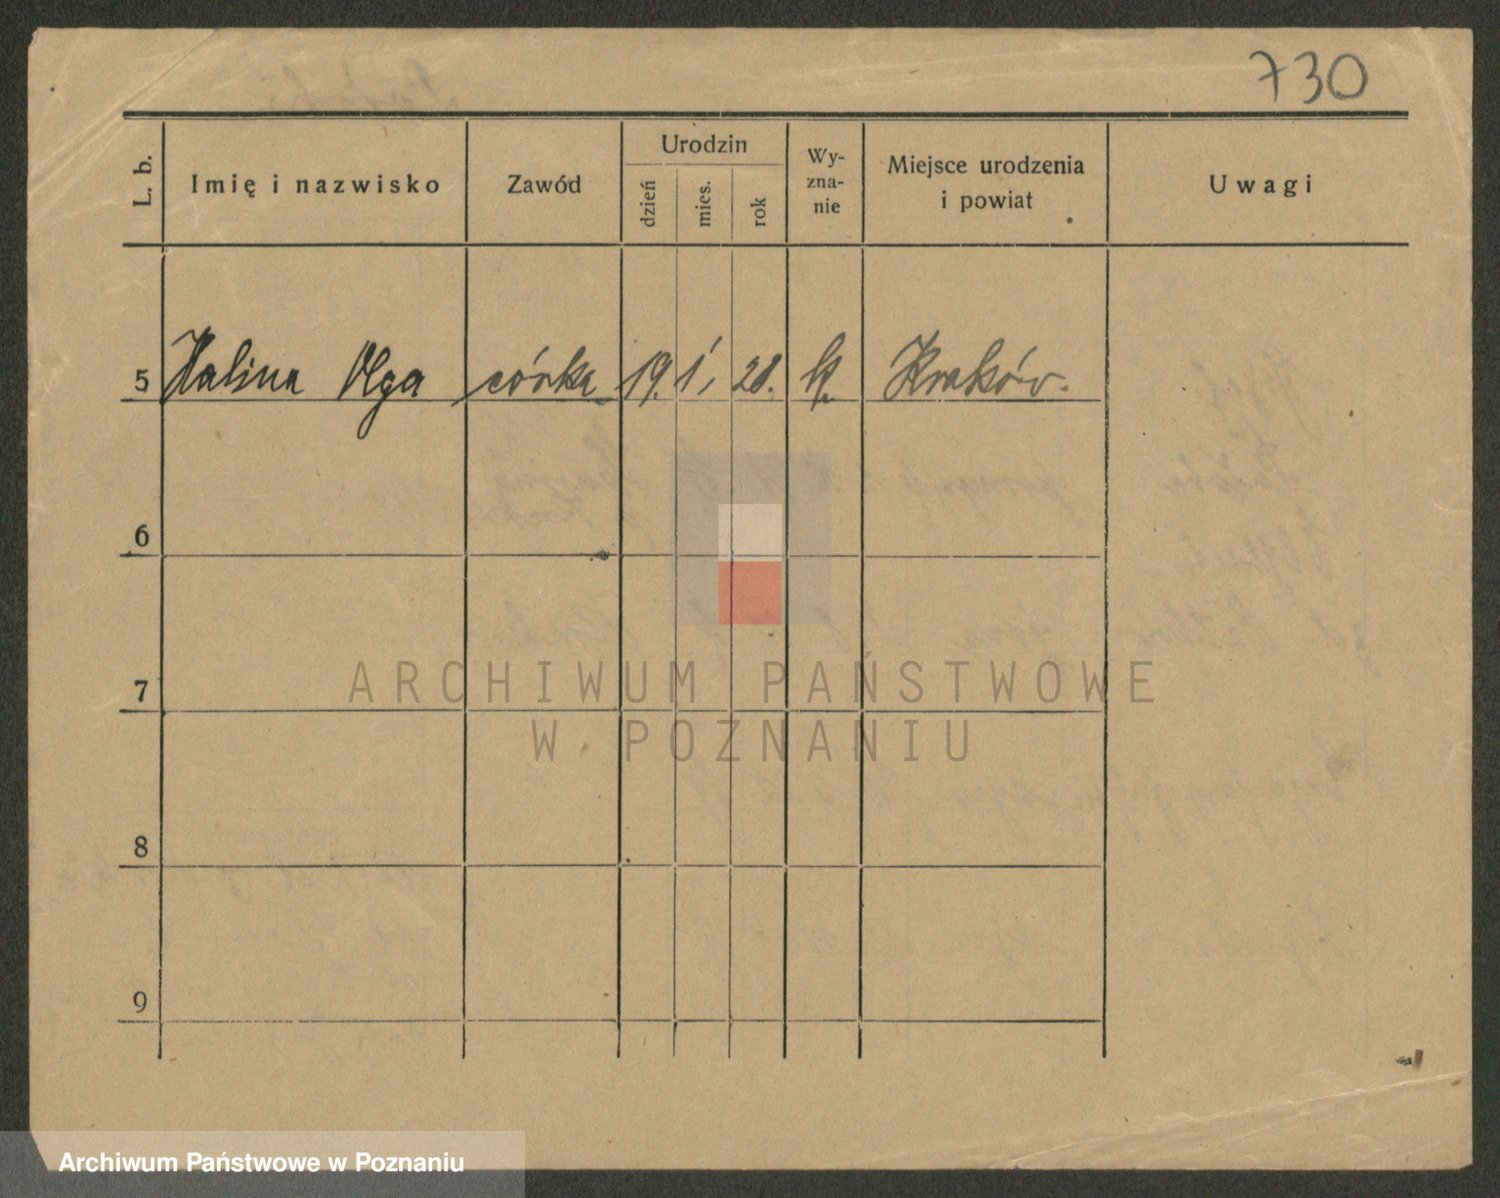 730
L. b. Imię i nazwisko Zawód Urodzin dzień mies. rok Wy-zna-nie Miejsce urodzenia i powiat Uwagi
5 Halina Olga córka 19. 1. 28. Kraków.
6
7
8
9
ARCHIWUM PAŃSTWOWE
W POZNANIU
Archiwum Państwowe w Poznaniu